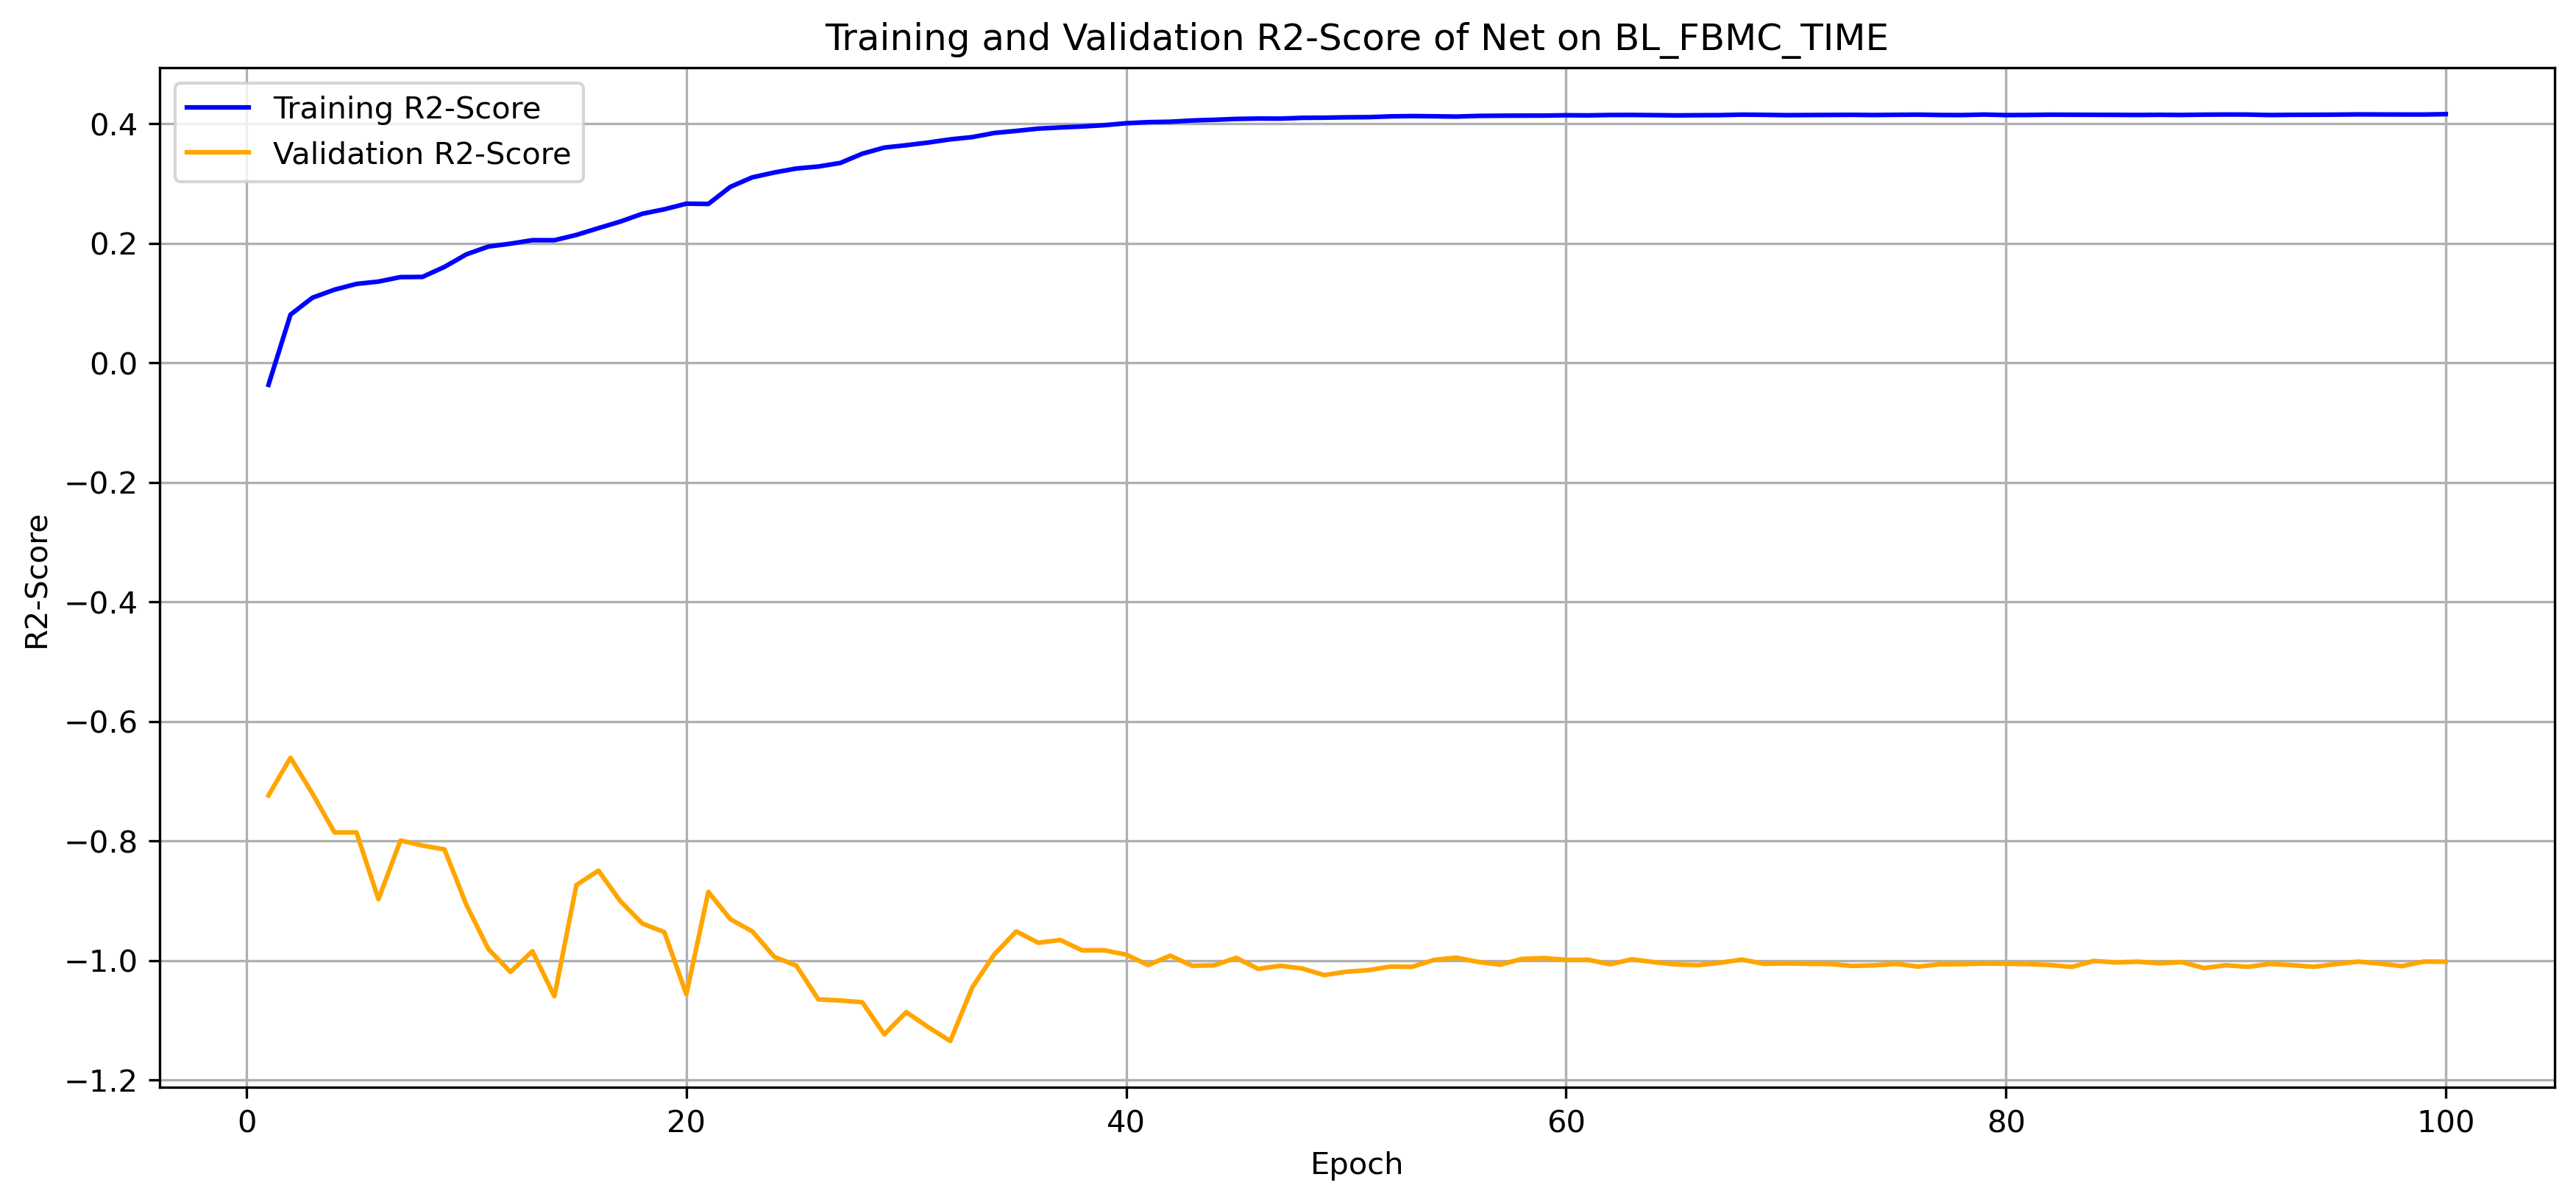 Training and Validation R2-Score of Net on BL_FBMC_TIME
Training R2-Score
Validation R2-Score
R2-Score
0.4
0.2
0.0
−0.2
−0.4
−0.6
−0.8
−1.0
−1.2
0 20 40 60 80 100
Epoch